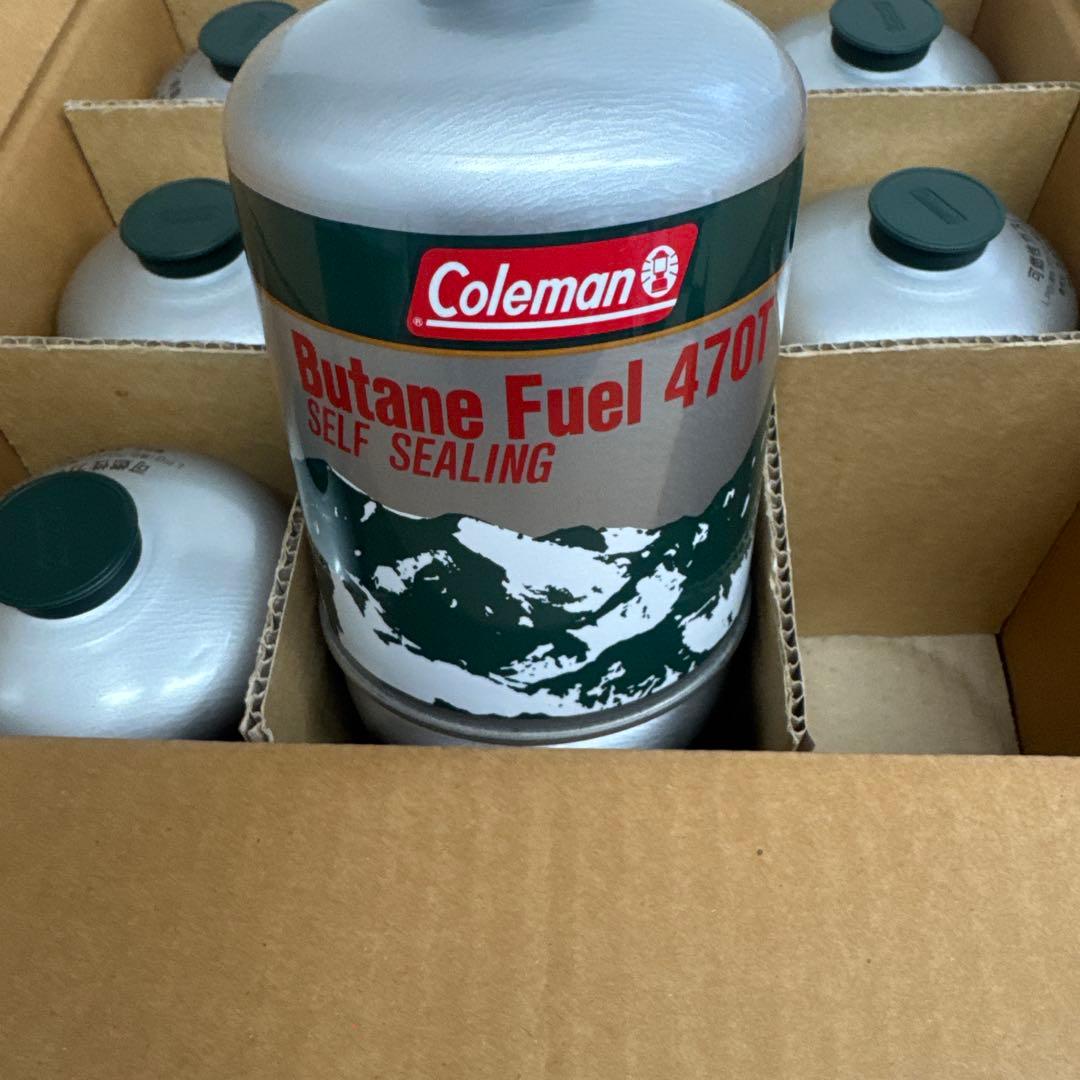 Coleman
®
Butane Fuel 470T
SELF SEALING